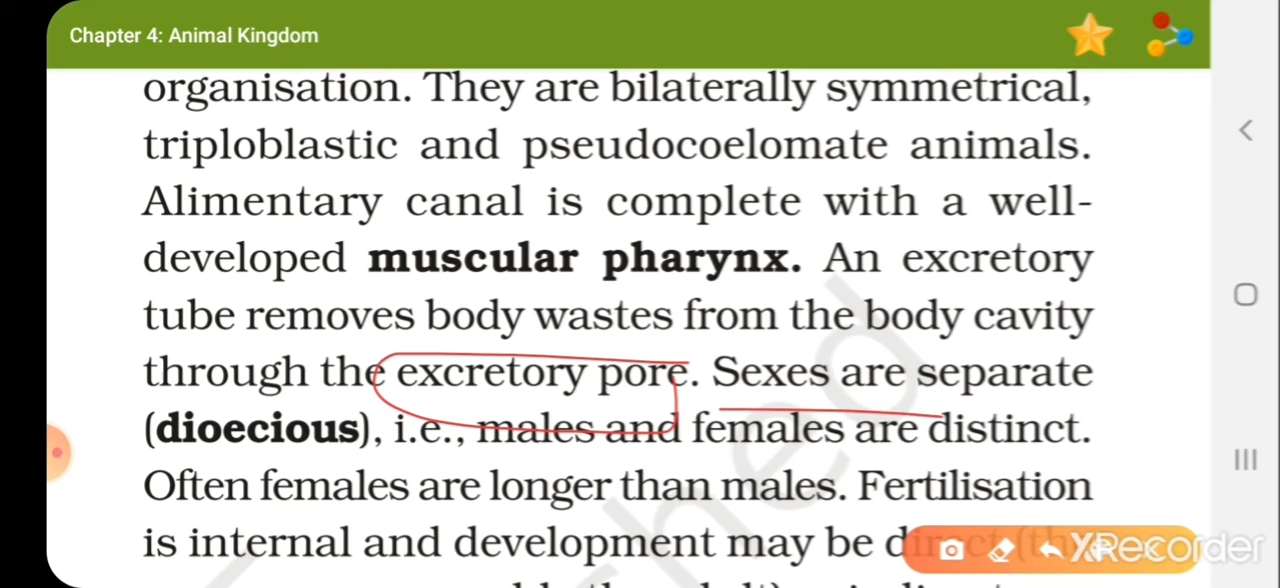 Chapter 4: Animal Kingdom
organisation. They are bilaterally symmetrical,
triploblastic and pseudocoelomate animals.
Alimentary canal is complete with a well-
developed muscular pharynx. An excretory
tube removes body wastes from the body cavity
through the excretory pore. Sexes are separate
(dioecious), i.e., males and females are distinct.
Often females are longer than males. Fertilisation
is internal and development may be
XRecorder